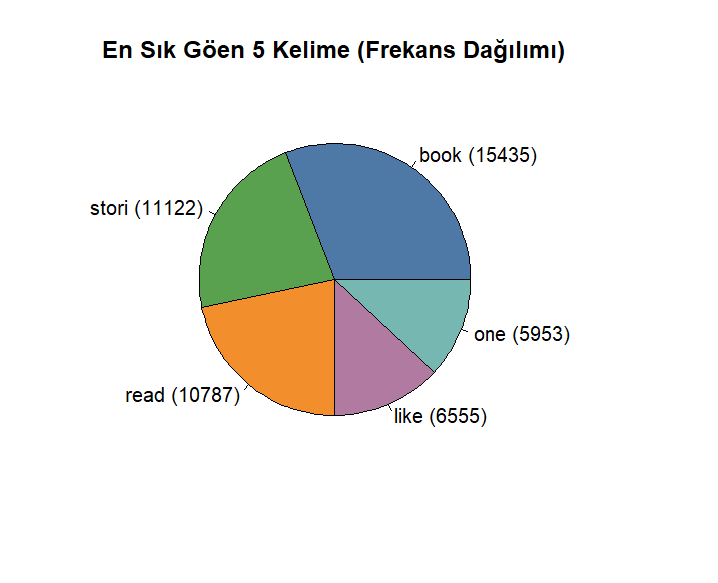 En Sık Göen 5 Kelime (Frekans Dağılımı)
book (15435)
stori (11122)
one (5953)
read (10787)
like (6555)